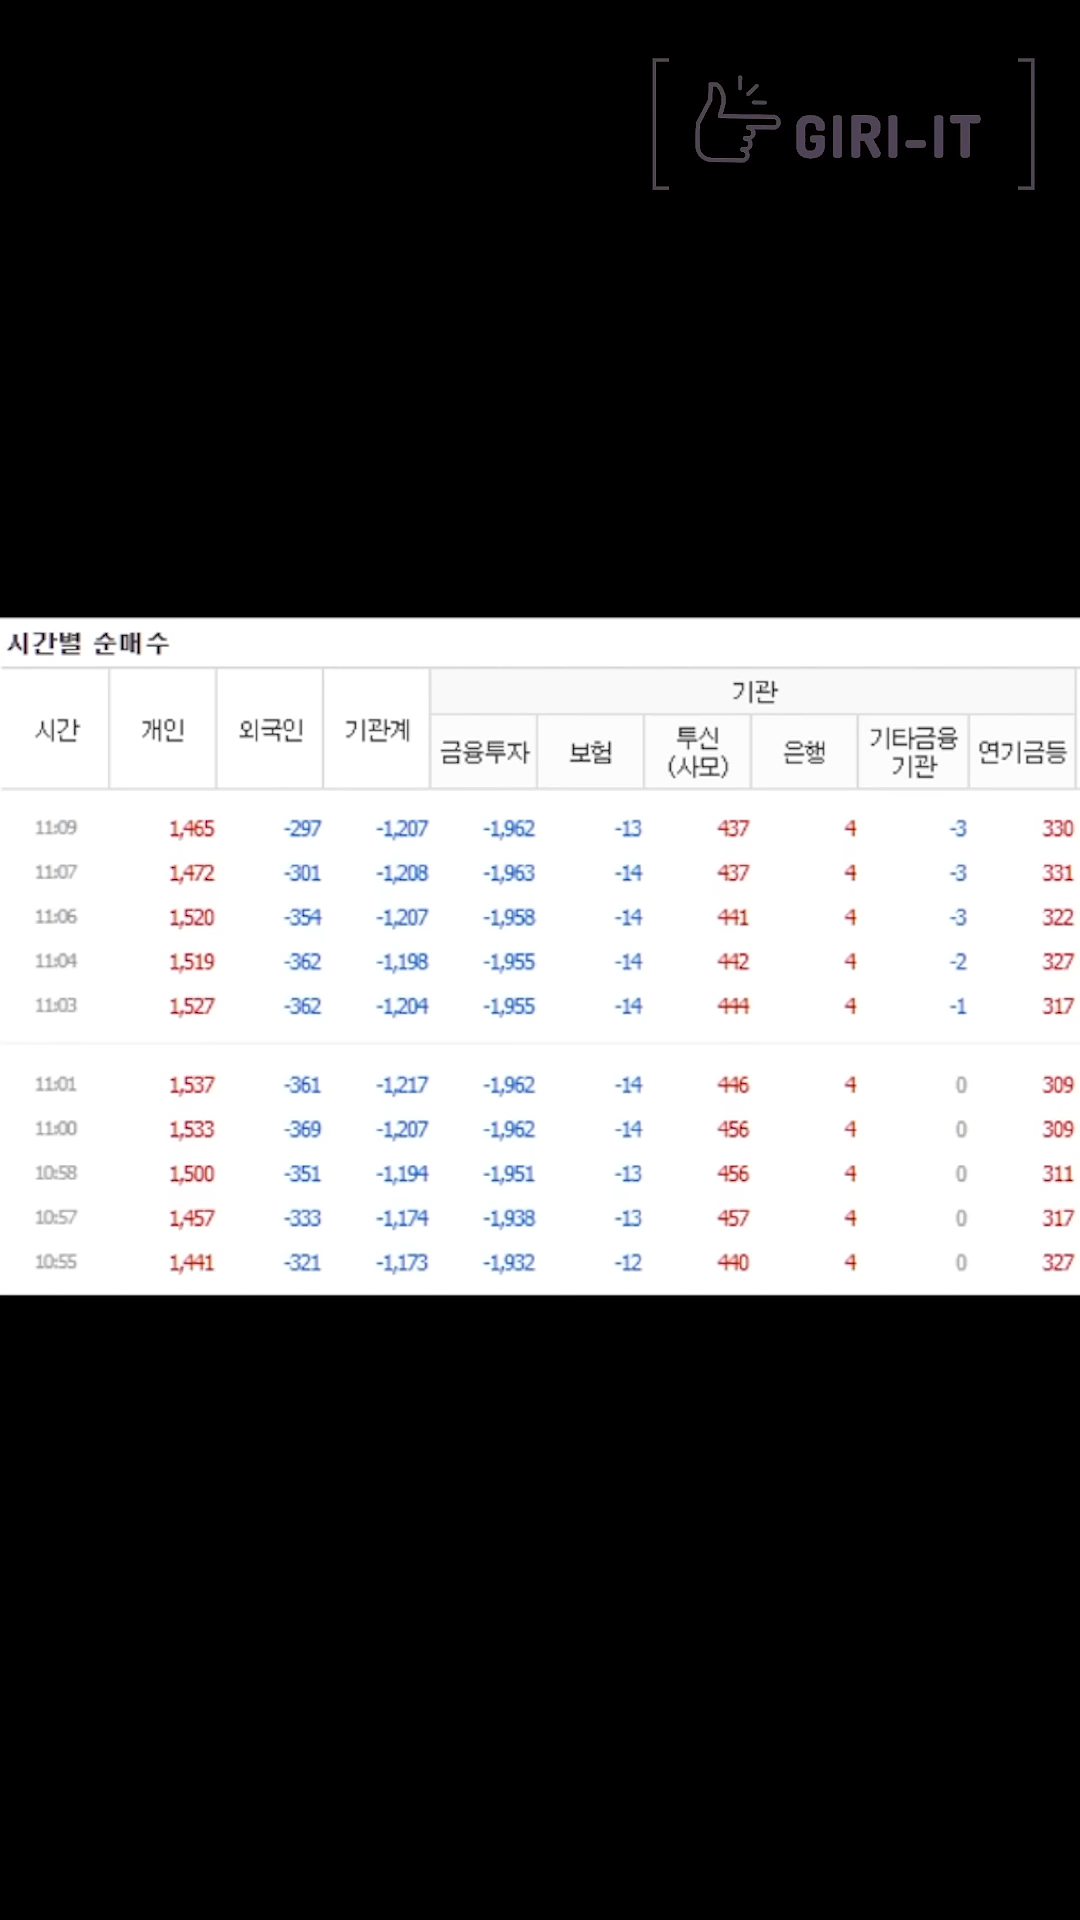 GIRI-IT
시간별 순매수
시간 개인 외국인 기관계 기관
금융투자 보험 투신(사모) 은행 기타금융기관 연기금등
11:09 1,465 -297 -1,207 -1,962 -13 437 4 -3 330
11:07 1,472 -301 -1,208 -1,963 -14 437 4 -3 331
11:06 1,520 -354 -1,207 -1,958 -14 441 4 -3 322
11:04 1,519 -362 -1,198 -1,955 -14 442 4 -2 327
11:03 1,527 -362 -1,204 -1,955 -14 444 4 -1 317
11:01 1,537 -361 -1,217 -1,962 -14 446 4 0 309
11:00 1,533 -369 -1,207 -1,962 -14 456 4 0 309
10:58 1,500 -351 -1,194 -1,951 -13 456 4 0 311
10:57 1,457 -333 -1,174 -1,938 -13 457 4 0 317
10:55 1,441 -321 -1,173 -1,932 -12 440 4 0 327